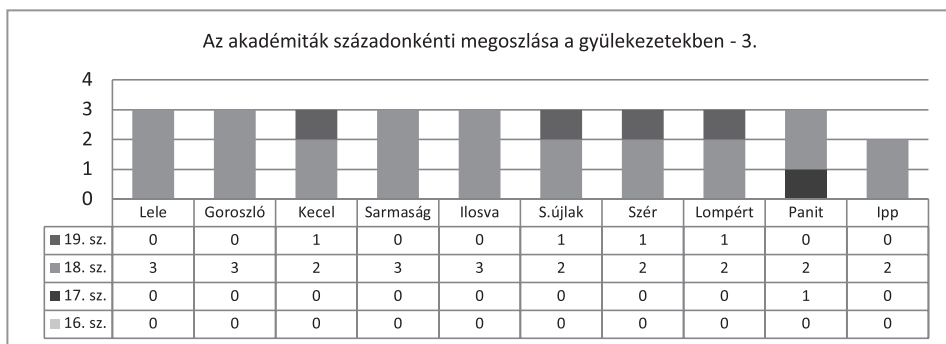 Az akadémiták századonkénti megoszlása a gyülekezetekben - 3.
4
3
2
1
0
Lele Goroszló Kecel Sarmaság Ilosva S.újlak Szér Lompért Panit Ipp
19. sz. 0 0 1 0 0 1 1 1 0 0
18. sz. 3 3 2 3 3 2 2 2 2 2
17. sz. 0 0 0 0 0 0 0 0 1 0
16. sz. 0 0 0 0 0 0 0 0 0 0